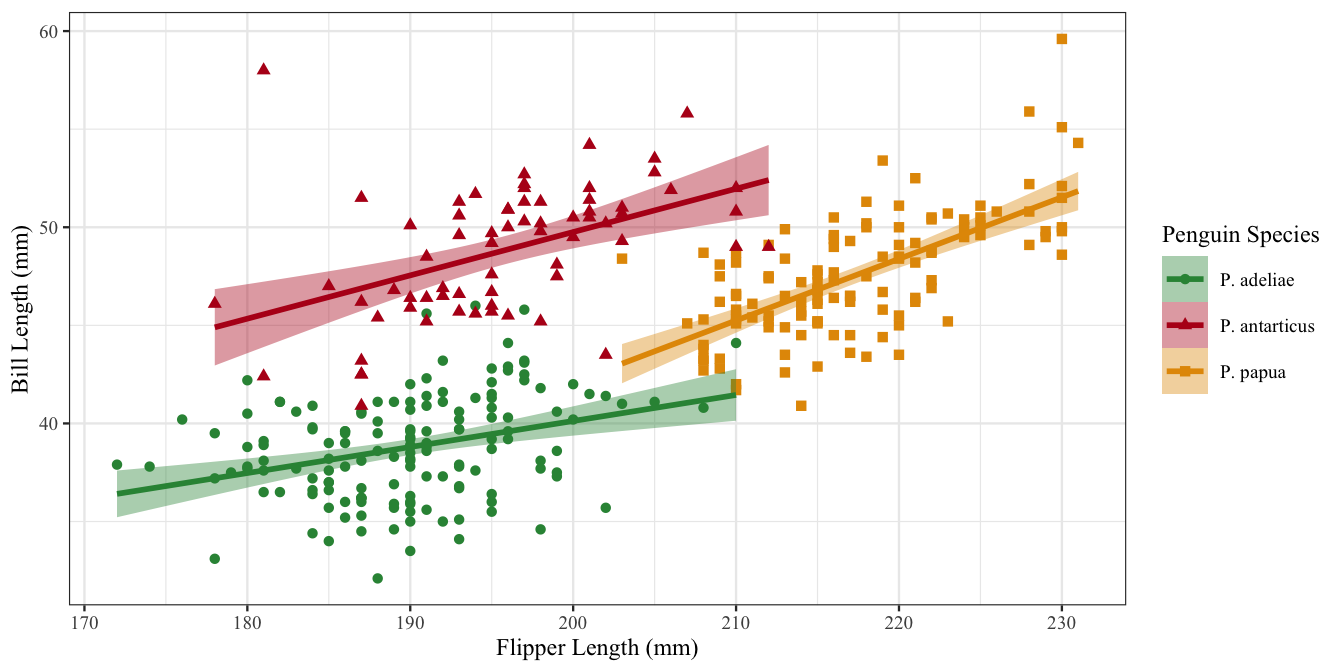 60
50
40
170 180 190 200 210 220 230
Flipper Length (mm)
Bill Length (mm)
Penguin Species
P. adeliae
P. antarticus
P. papua